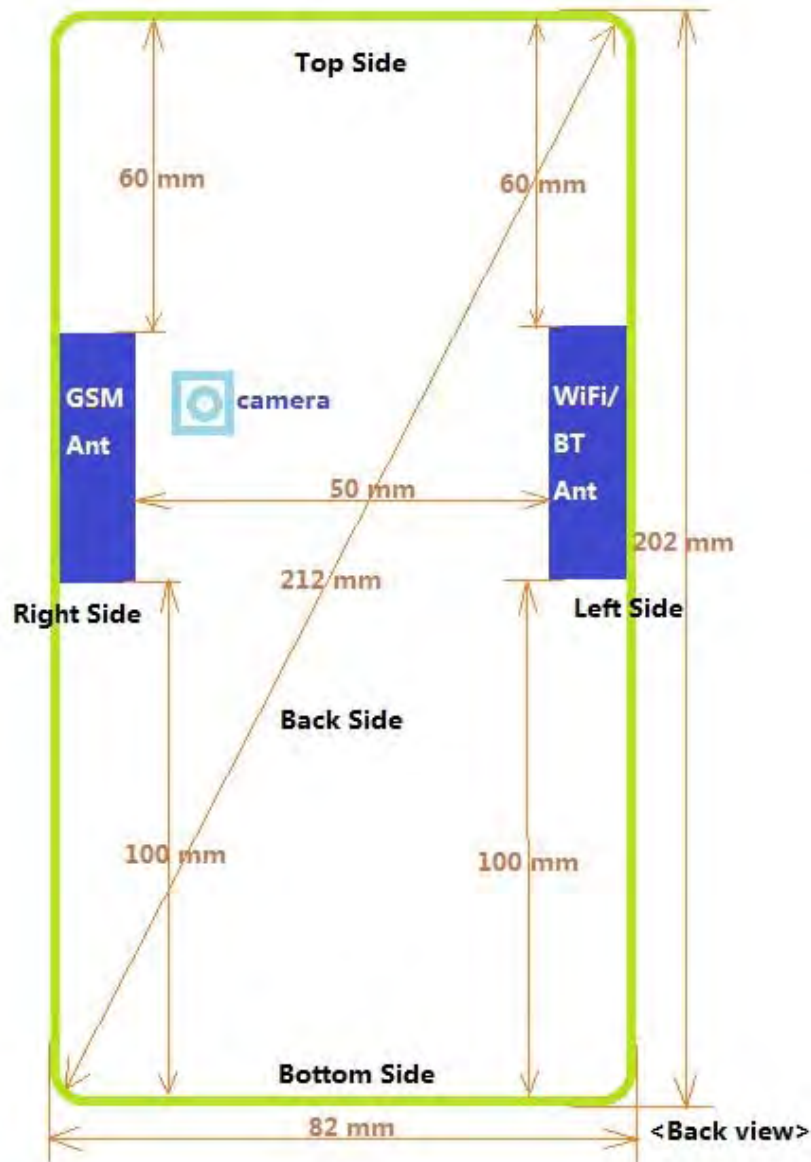 Top Side
60 mm
60 mm
GSM
Ant
camera
WiFi/
BT
Ant
50 mm
202 mm
212 mm
Right Side
Left Side
Back Side
100 mm
100 mm
Bottom Side
82 mm
<Back view>